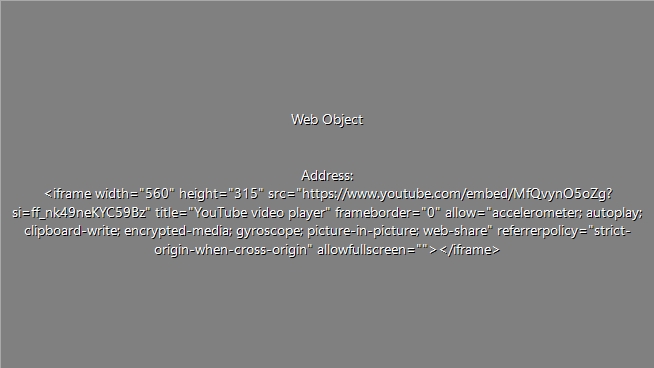 Web Object
Address:
<iframe width="560" height="315" src="https://www.youtube.com/embed/MfQvynO5oZg?
si=ff_nk49neKYC59Bz" title="YouTube video player" frameborder="0" allow="accelerometer; autoplay;
clipboard-write; encrypted-media; gyroscope; picture-in-picture; web-share" referrerpolicy="strict-
origin-when-cross-origin" allowfullscreen=""></iframe>